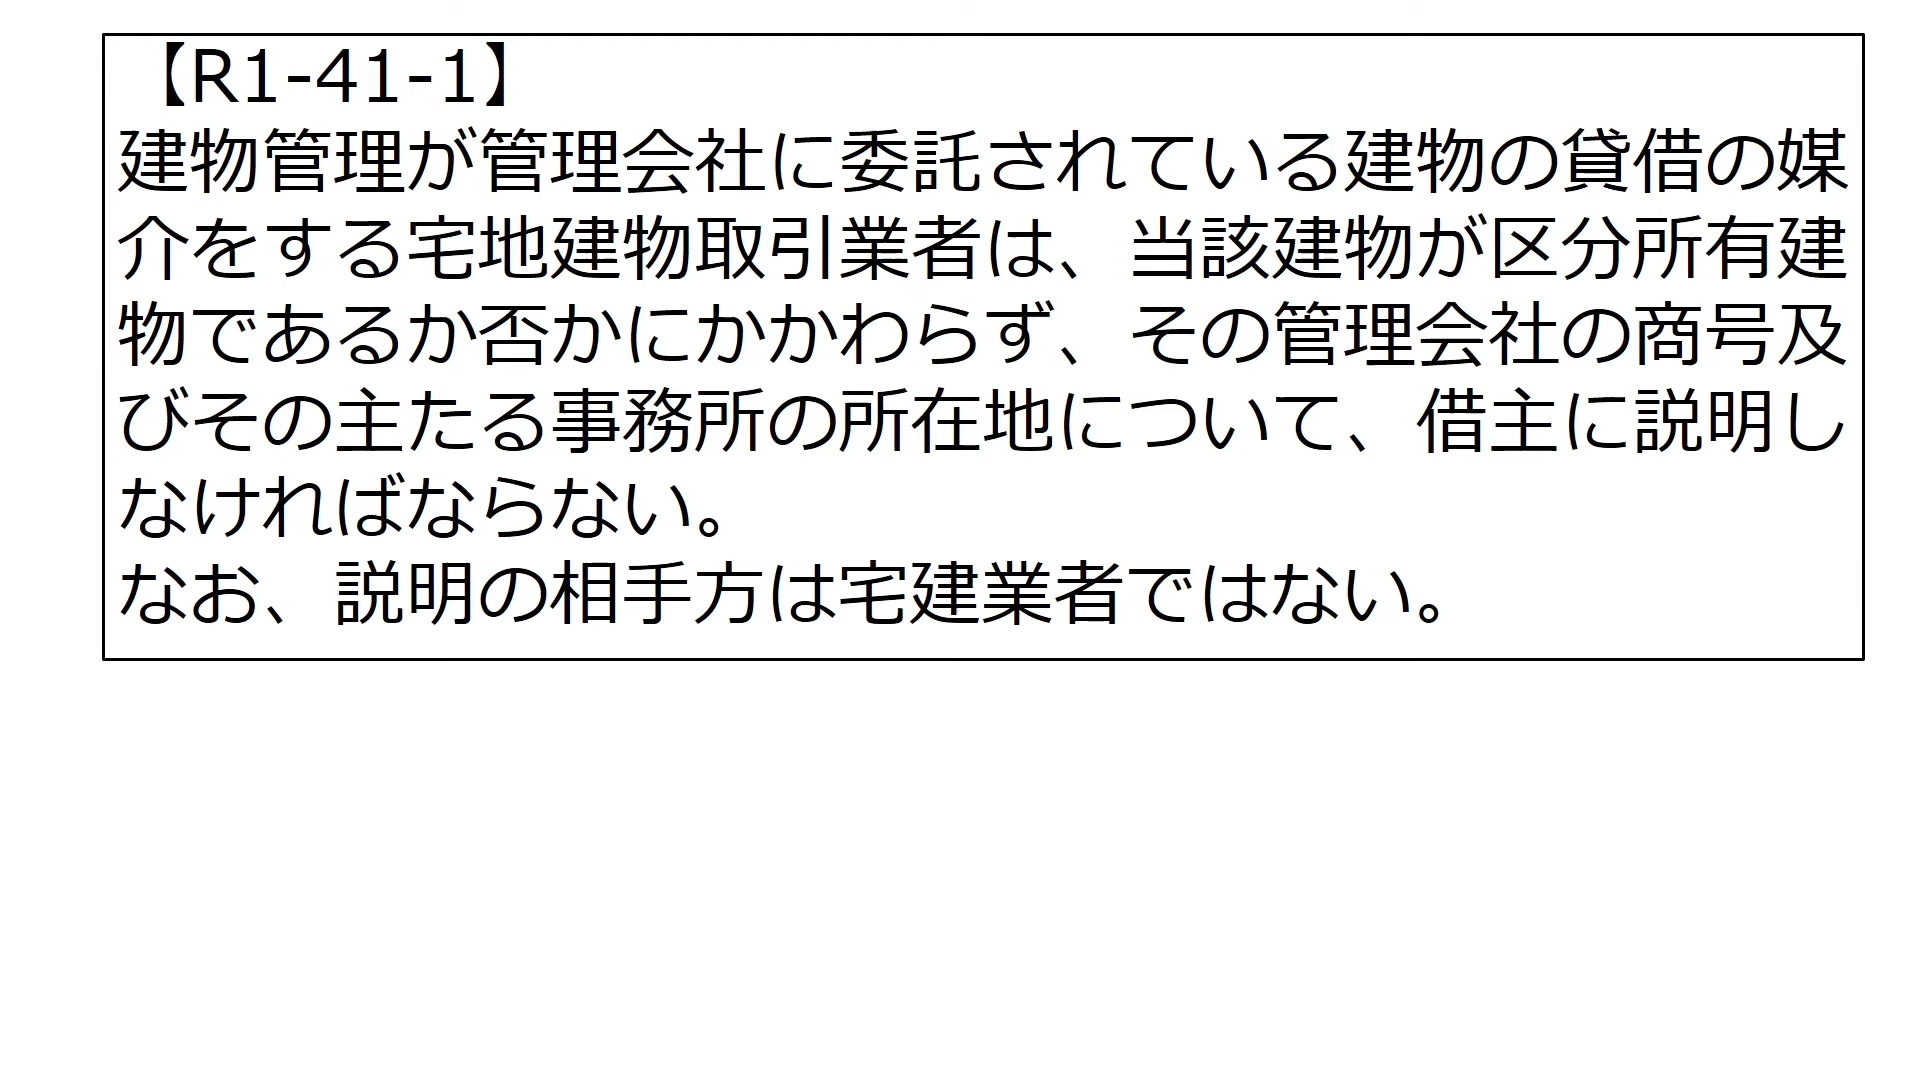 【R1-41-1】
建物管理が管理会社に委託されている建物の貸借の媒
介をする宅地建物取引業者は、当該建物が区分所有建
物であるか否かにかかわらず、その管理会社の商号及
びその主たる事務所の所在地について、借主に説明し
なければならない。
なお、説明の相手方は宅建業者ではない。